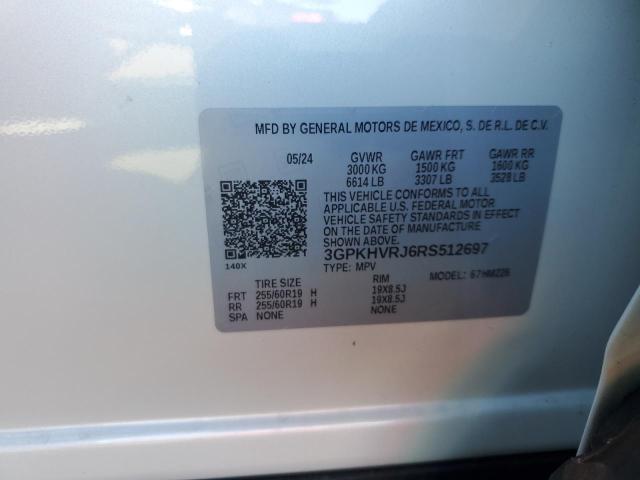 MFD BY GENERAL MOTORS DE MEXICO, S. DE R.L. DE C.V.
05/24 GVWR GAWR FRT GAWR RR
3000 KG 1500 KG 1600 KG
6614 LB 3307 LB 3528 LB
THIS VEHICLE CONFORMS TO ALL
APPLICABLE U.S. FEDERAL MOTOR
VEHICLE SAFETY STANDARDS IN EFFECT
ON THE DATE OF MANUFACTURE
SHOWN ABOVE.
3GPKHVRJ6RS512697
140X
TYPE: MPV MODEL: 67HM226
TIRE SIZE RIM
FRT 255/60R19 H 19X8.5J
RR 255/60R19 H 19X8.5J
SPA NONE NONE